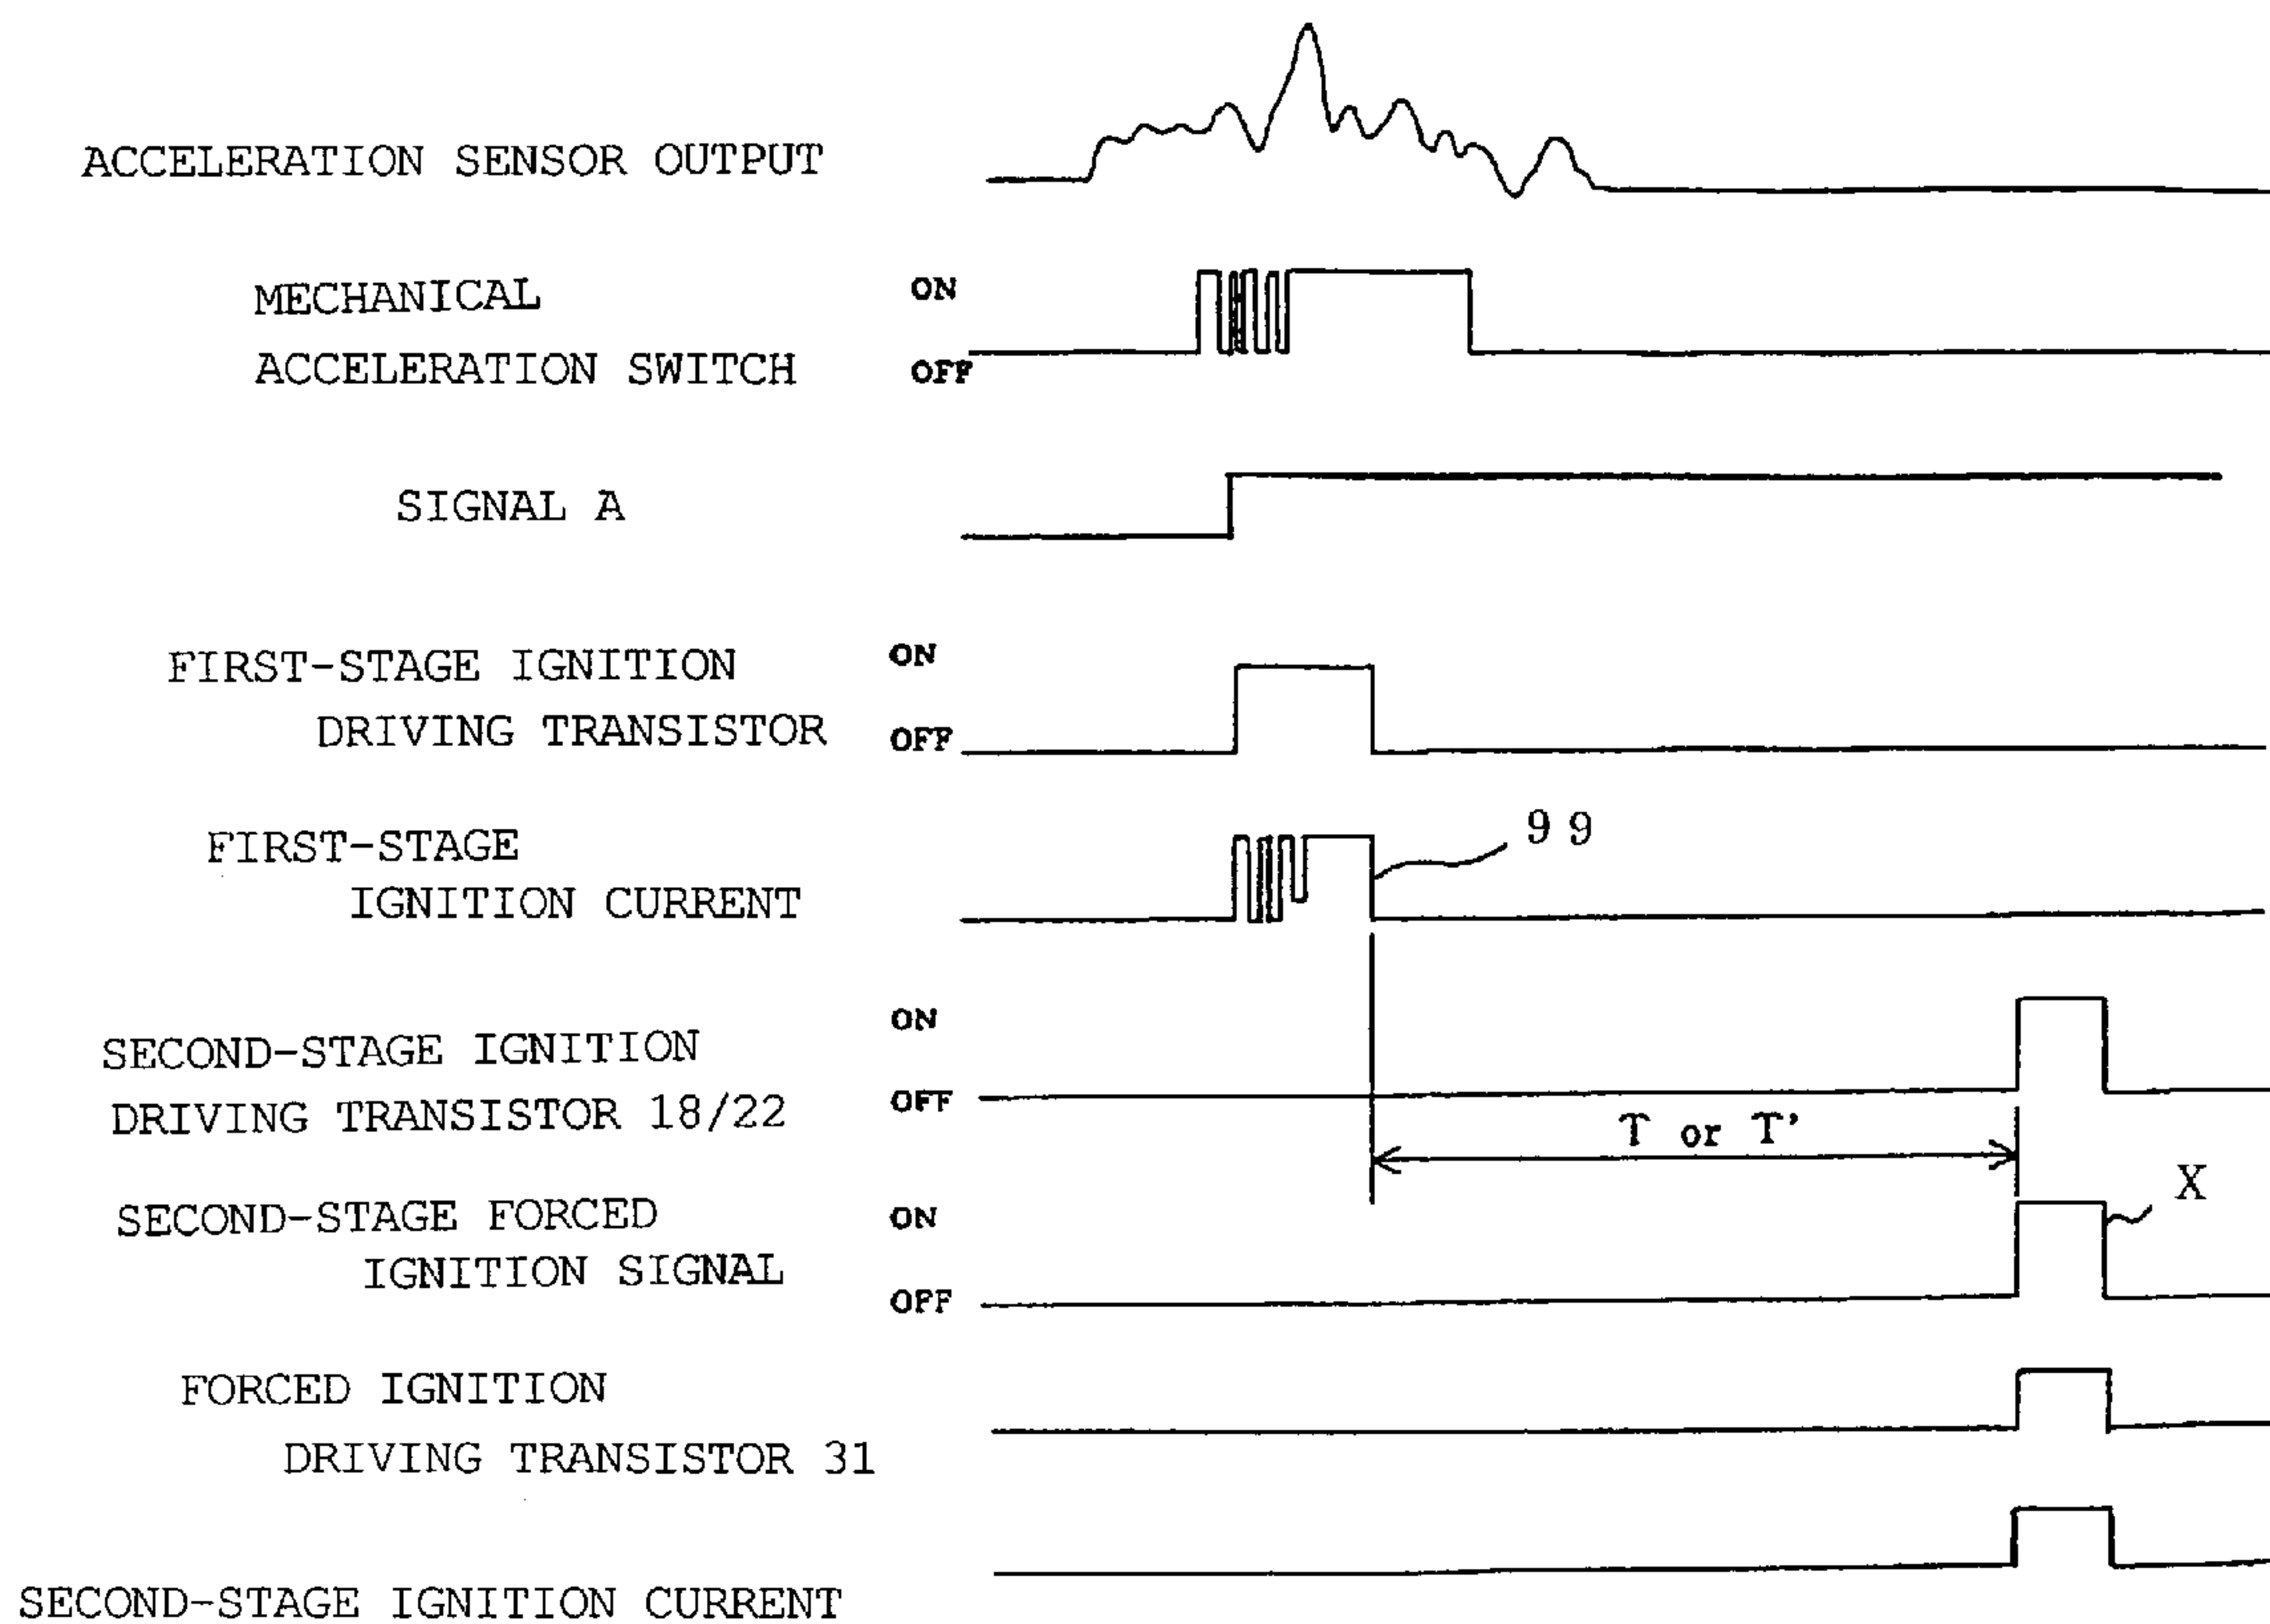 ACCELERATION SENSOR OUTPUT
MECHANICAL
ACCELERATION SWITCH
ON
OFF
SIGNAL A
FIRST-STAGE IGNITION
DRIVING TRANSISTOR
ON
OFF
FIRST-STAGE
IGNITION CURRENT
99
SECOND-STAGE IGNITION
DRIVING TRANSISTOR 18/22
ON
OFF
T or T'
SECOND-STAGE FORCED
IGNITION SIGNAL
ON
OFF
X
FORCED IGNITION
DRIVING TRANSISTOR 31
SECOND-STAGE IGNITION CURRENT